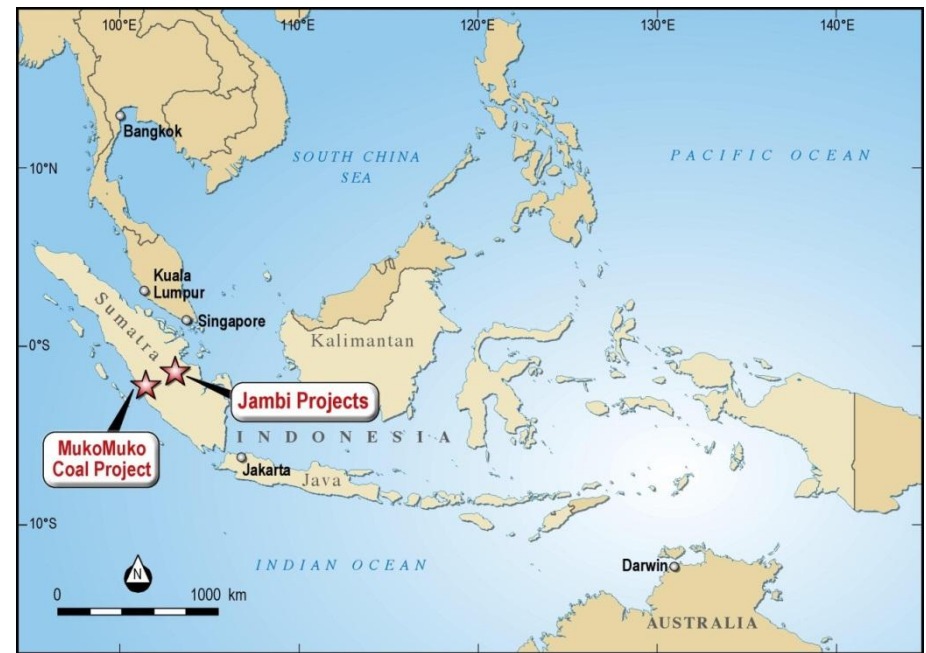 100°E
110°E
120°E
130°E
140°E
Bangkok
SOUTH CHINA
SEA
PACIFIC OCEAN
10°N
Kuala
Lumpur
Singapore
Sumatra
0°S
Kalimantan
Jambi Projects
MukoMuko
Coal Project
INDONESIA
Jakarta
Java
10°S
INDIAN OCEAN
Darwin
N
0
1000 km
AUSTRALIA